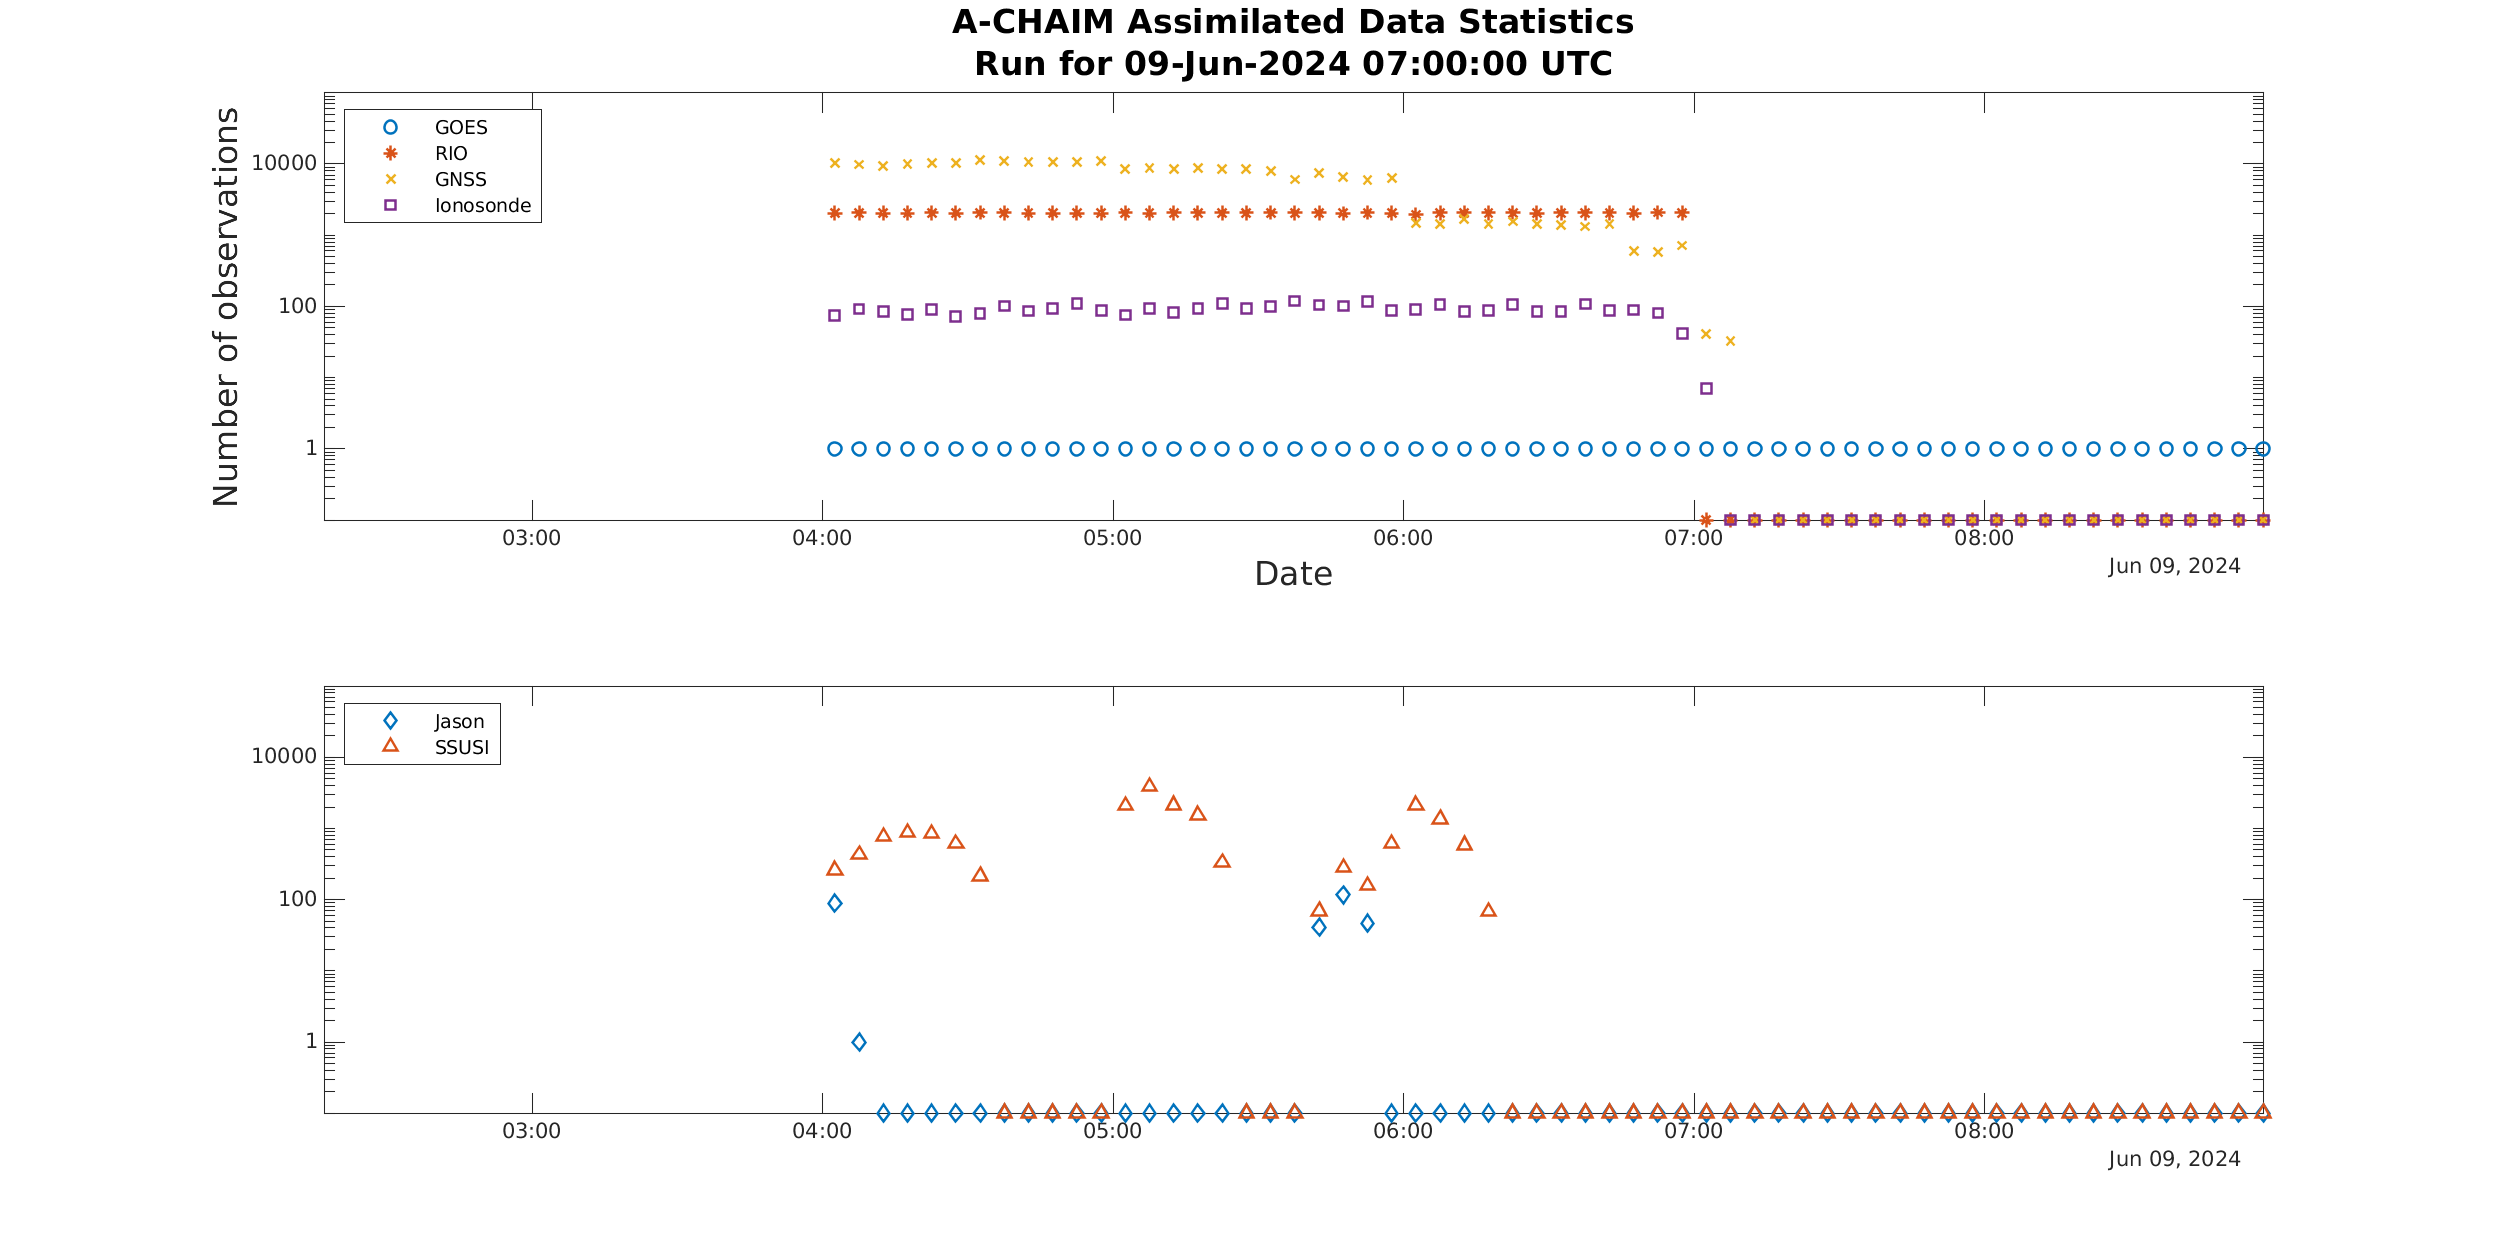 A-CHAIM Assimilated Data Statistics
Run for 09-Jun-2024 07:00:00 UTC
Number of observations
10000
100
1
GOES
RIO
GNSS
Ionosonde
03:00 04:00 05:00 06:00 07:00 08:00
Date
Jun 09, 2024
10000
100
1
Jason
SSUSI
03:00 04:00 05:00 06:00 07:00 08:00
Jun 09, 2024